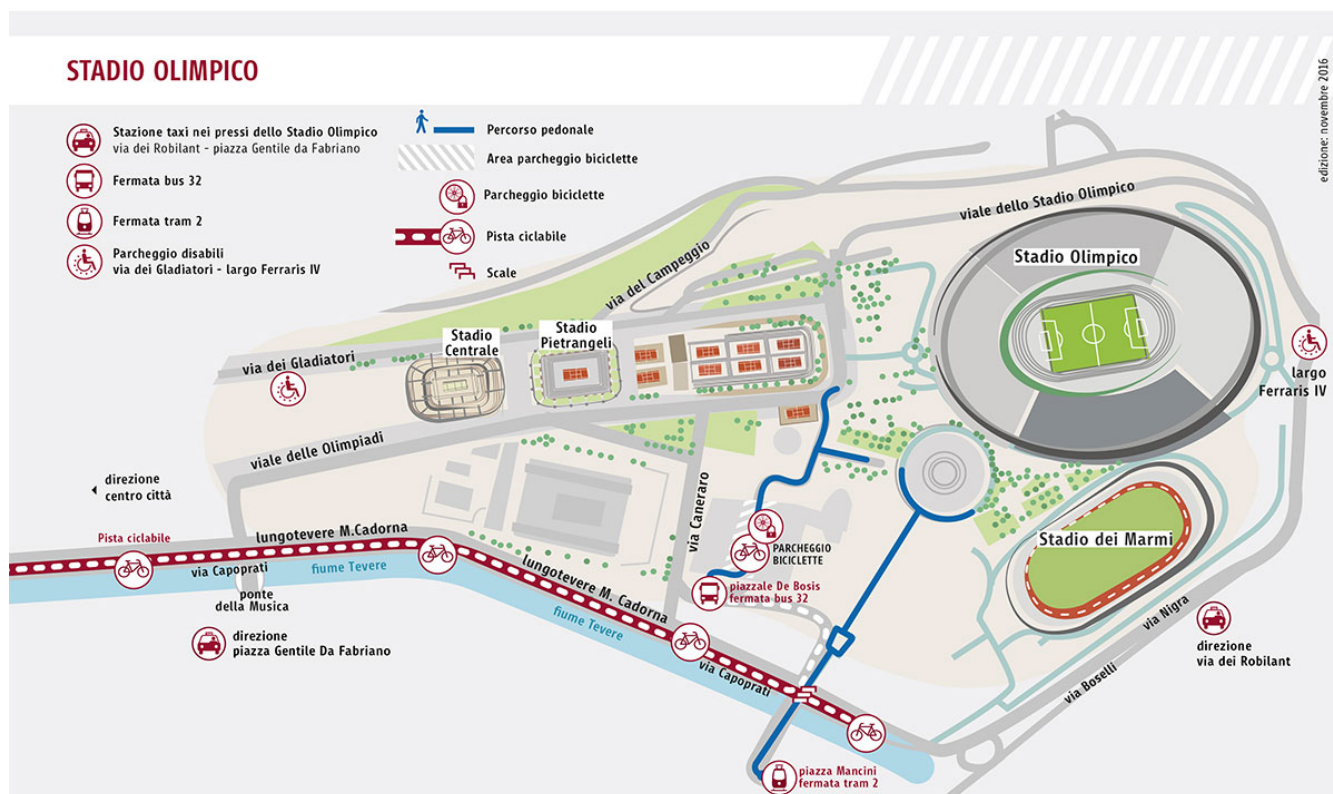 STADIO OLIMPICO
edizione: novembre 2016
Stazione taxi nei pressi dello Stadio Olimpico
via dei Robilant - piazza Gentile da Fabriano
Fermata bus 32
Fermata tram 2
Parcheggio disabili
via dei Gladiatori - largo Ferraris IV
Percorso pedonale
Area parcheggio biciclette
Parcheggio biciclette
Pista ciclabile
Scale
viale dello Stadio Olimpico
Stadio Olimpico
via del Campeggio
Stadio
Centrale
Stadio
Pietrangeli
via dei Gladiatori
largo
Ferraris IV
viale delle Olimpiadi
direzione
centro città
via Caneraro
Pista ciclabile
lungotevere M.Cadorna
via Capoprati
fiume Tevere
ponte
della Musica
direzione
piazza Gentile Da Fabriano
lungotevere M. Cadorna
fiume Tevere
PARCHEGGIO
BICICLETTE
piazzale De Bosis
fermata bus 32
via Capoprati
Stadio dei Marmi
via Nigra
via Boselli
direzione
via dei Robilant
piazza Mancini
fermata tram 2